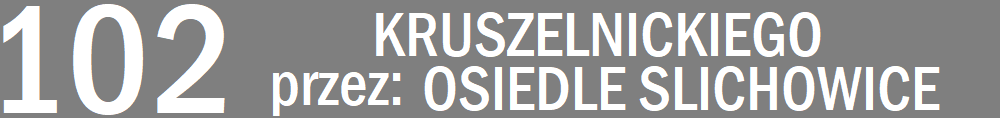 102 KRUSZELNICKIEGO
przez: OSIEDLE SLICHOWICE